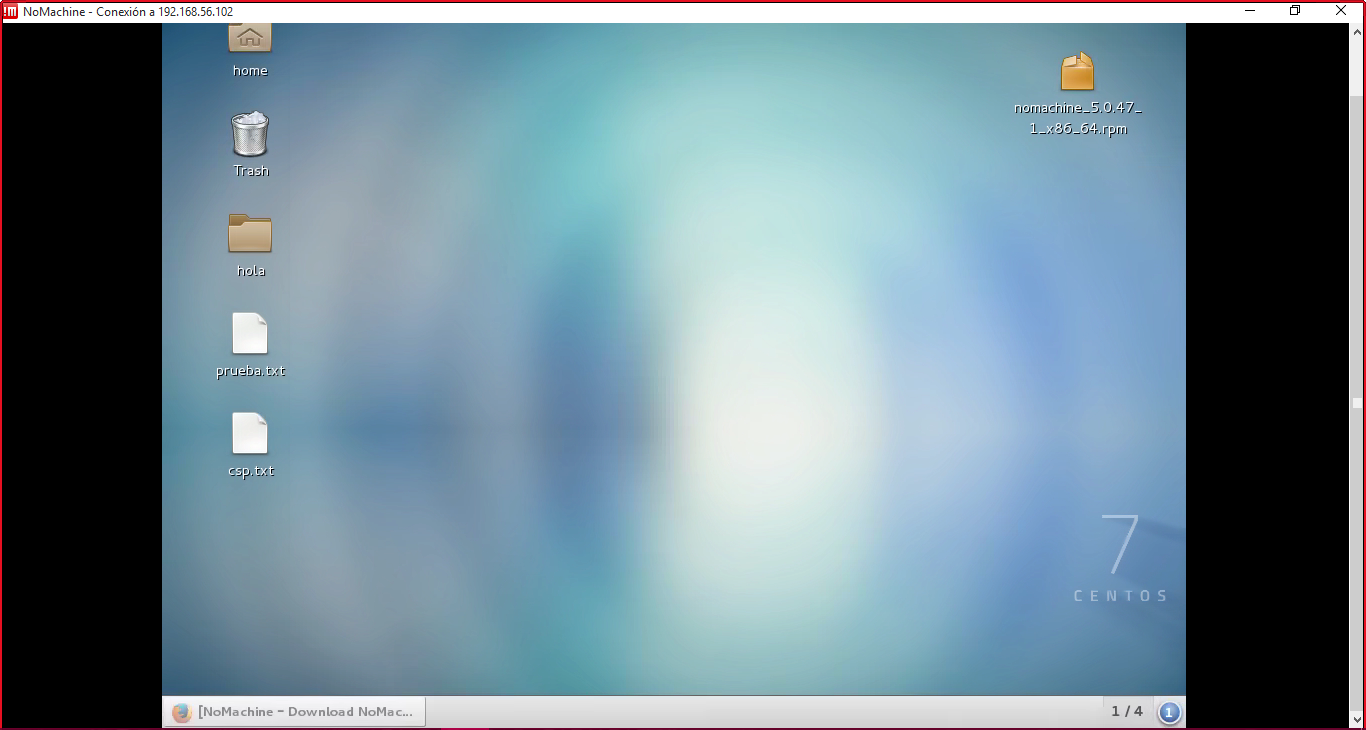 !M NoMachine - Conexión a 192.168.56.102
home
Trash
hola
prueba.txt
csp.txt
nomachine_5.0.47_
1_x86_64.rpm
7
CENTOS
[NoMachine – Download NoMac...
1 / 4
1